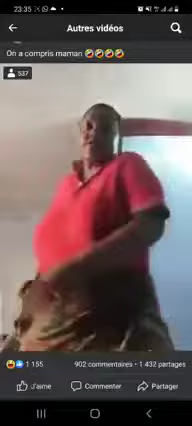 23:35
Autres vidéos
On a compris maman 🤣🤣🤣🤣
537
1 155
902 commentaires • 1 432 partages
J'aime
Commenter
Partager